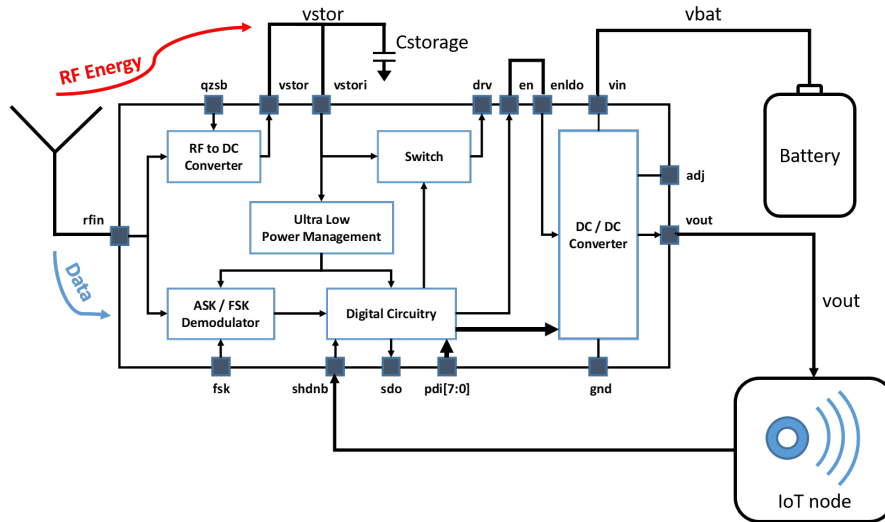 vstor
vbat
RF Energy
Cstorage
qzsb
vstor
vstori
drv
en
enldo
vin
RF to DC
Converter
Switch
Battery
adj
rfin
Ultra Low
Power Management
DC / DC
Converter
vout
Data
ASK / FSK
Demodulator
Digital Circuitry
vout
fsk
shdnb
sdo
pdi[7:0]
gnd
IoT node